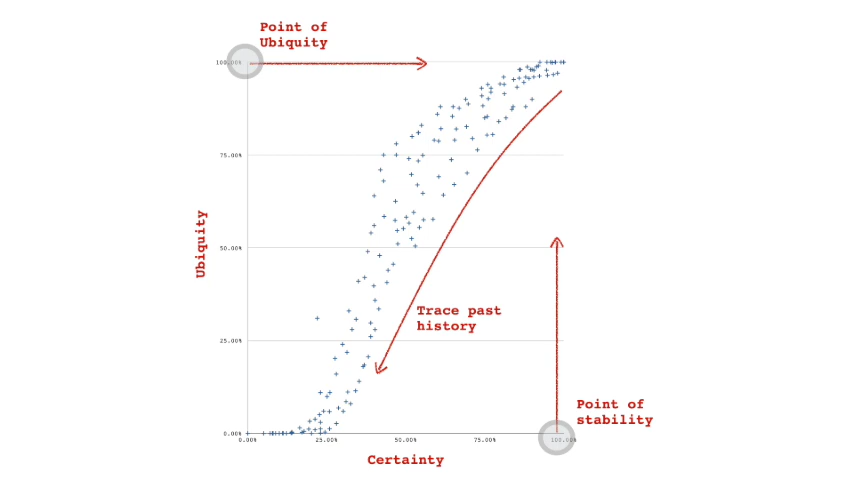 Point of
Ubiquity
100.00%
75.00%
Ubiquity
50.00%
Trace past
history
25.00%
Point of
stability
0.00%
0.00%
25.00%
50.00%
75.00%
100.00%
Certainty